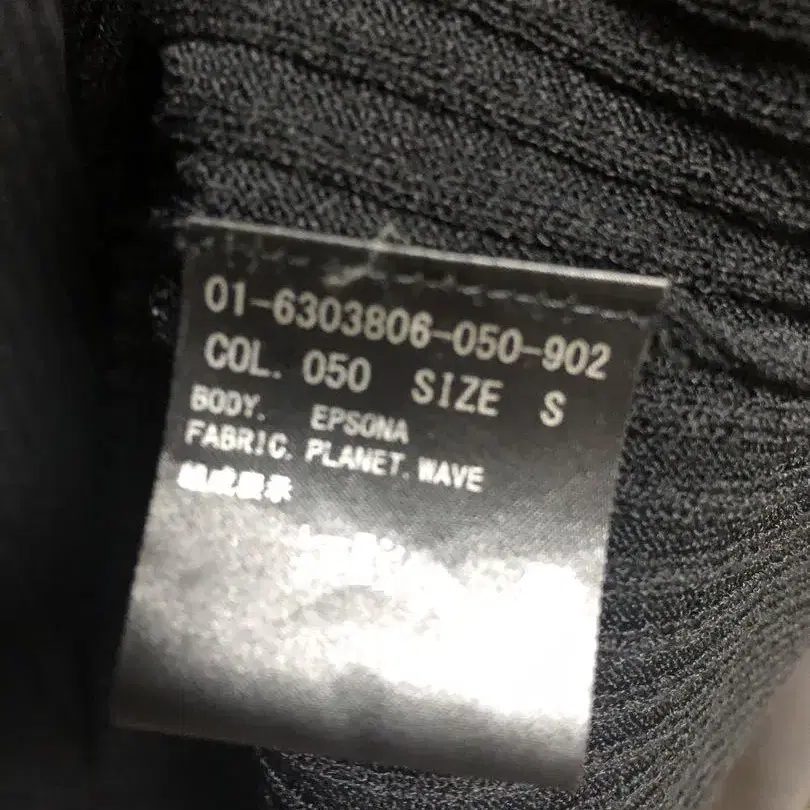 01-6303806-050-902
COL. 050 SIZE S
BODY. EPSONA
FABRIC. PLANET. WAVE
組成表示